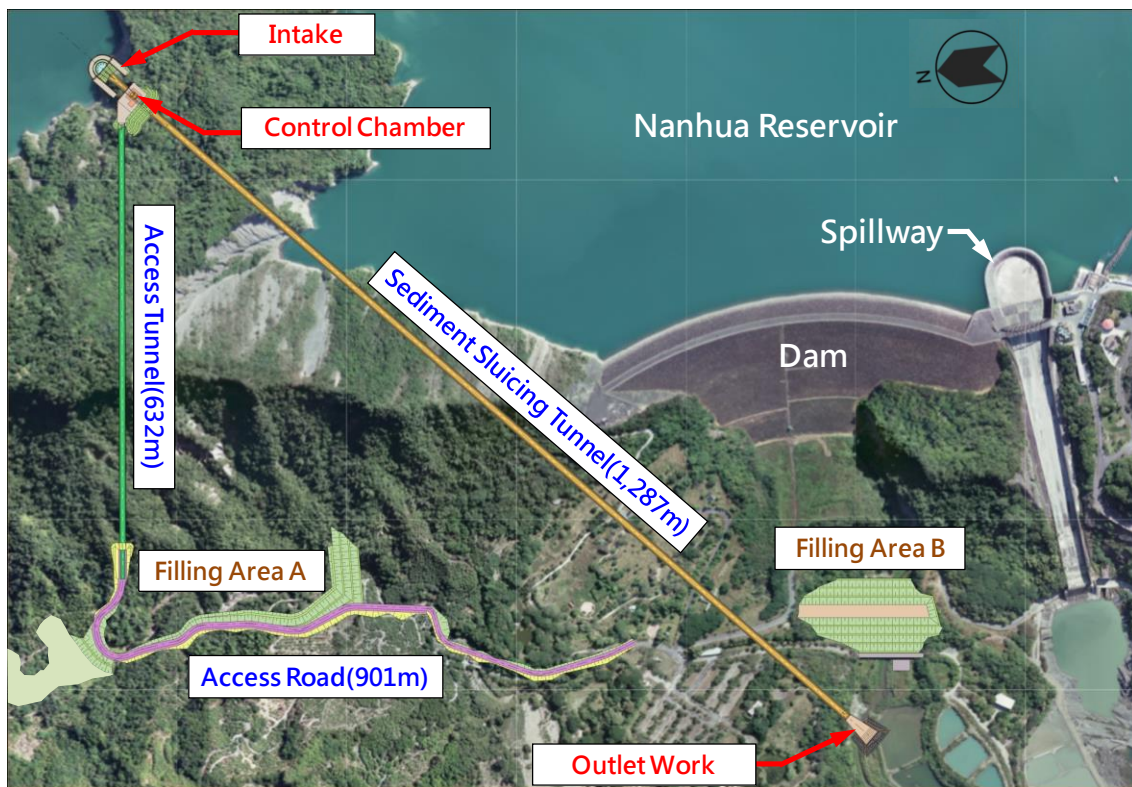 Intake
N
Control Chamber
Nanhua Reservoir
Spillway
Access Tunnel(632m)
Sediment Sluicing Tunnel(1,287m)
Dam
Filling Area A
Filling Area B
Access Road(901m)
Outlet Work